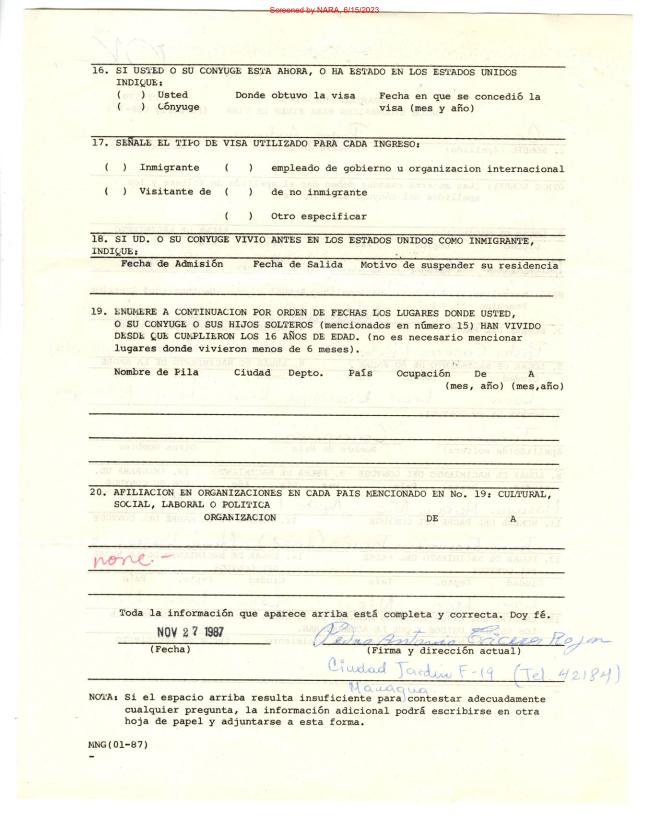 Screened by NARA, 6/15/2023
16. SI USTED O SU CONYUGE ESTA AHORA, O HA ESTADO EN LOS ESTADOS UNIDOS
INDIQUE:
( ) Usted Donde obtuvo la visa Fecha en que se concedió la
( ) Cónyuge visa (mes y año)
17. SEÑALE EL TIPO DE VISA UTILIZADO PARA CADA INGRESO:
( ) Inmigrante ( ) empleado de gobierno u organizacion internacional
( ) Visitante de ( ) de no inmigrante
( ) Otro especificar
18. SI UD. O SU CONYUGE VIVIO ANTES EN LOS ESTADOS UNIDOS COMO INMIGRANTE,
INDIQUE:
Fecha de Admisión Fecha de Salida Motivo de suspender su residencia
19. ENUMERE A CONTINUACION POR ORDEN DE FECHAS LOS LUGARES DONDE USTED,
O SU CONYUGE O SUS HIJOS SOLTEROS (mencionados en número 15) HAN VIVIDO
DESDE QUE CUMPLIERON LOS 16 AÑOS DE EDAD. (no es necesario mencionar
lugares donde vivieron menos de 6 meses).
Nombre de Pila Ciudad Depto. País Ocupación De A
(mes, año) (mes,año)
20. AFILIACION EN ORGANIZACIONES EN CADA PAIS MENCIONADO EN No. 19: CULTURAL,
SOCIAL, LABORAL O POLITICA
ORGANIZACION DE A
none.-
Toda la información que aparece arriba está completa y correcta. Doy fé.
NOV 27 1987 Pedro Antonio Cáceres Rojas
(Fecha) (Firma y dirección actual)
Ciudad Jardin F-19 (Tel. 42184)
Managua
NOTA: Si el espacio arriba resulta insuficiente para contestar adecuadamente
cualquier pregunta, la información adicional podrá escribirse en otra
hoja de papel y adjuntarse a esta forma.
MNG(01-87)